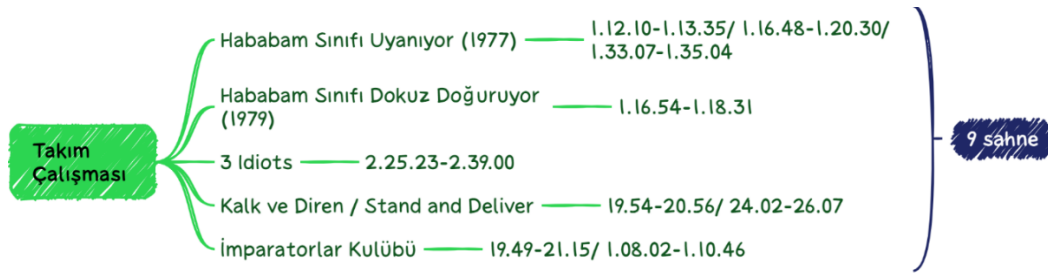 Takım
Çalışması
Hababam Sınıfı Uyanıyor (1977)
1.12.10-1.13.35/ 1.16.48-1.20.30/
1.33.07-1.35.04
Hababam Sınıfı Dokuz Doğuruyor
(1979)
1.16.54-1.18.31
3 Idiots
2.25.23-2.39.00
Kalk ve Diren / Stand and Deliver
19.54-20.56/ 24.02-26.07
İmparatorlar Kulübü
19.49-21.15/ 1.08.02-1.10.46
9 sahne